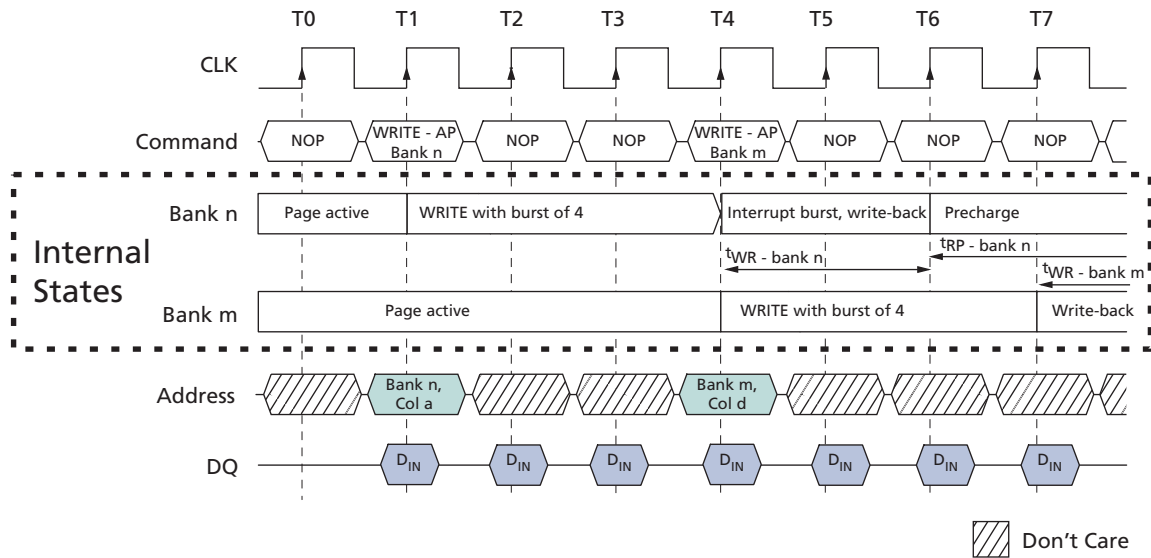 T0 T1 T2 T3 T4 T5 T6 T7
CLK
Command
NOP
WRITE - AP
Bank n
NOP
NOP
WRITE - AP
Bank m
NOP
NOP
NOP
Internal
States
Bank n
Page active
WRITE with burst of 4
Interrupt burst, write-back
Precharge
tWR - bank n
tRP - bank n
tWR - bank m
Bank m
Page active
WRITE with burst of 4
Write-back
Address
Bank n,
Col a
Bank m,
Col d
DQ
DIN DIN DIN DIN DIN DIN DIN
Don't Care